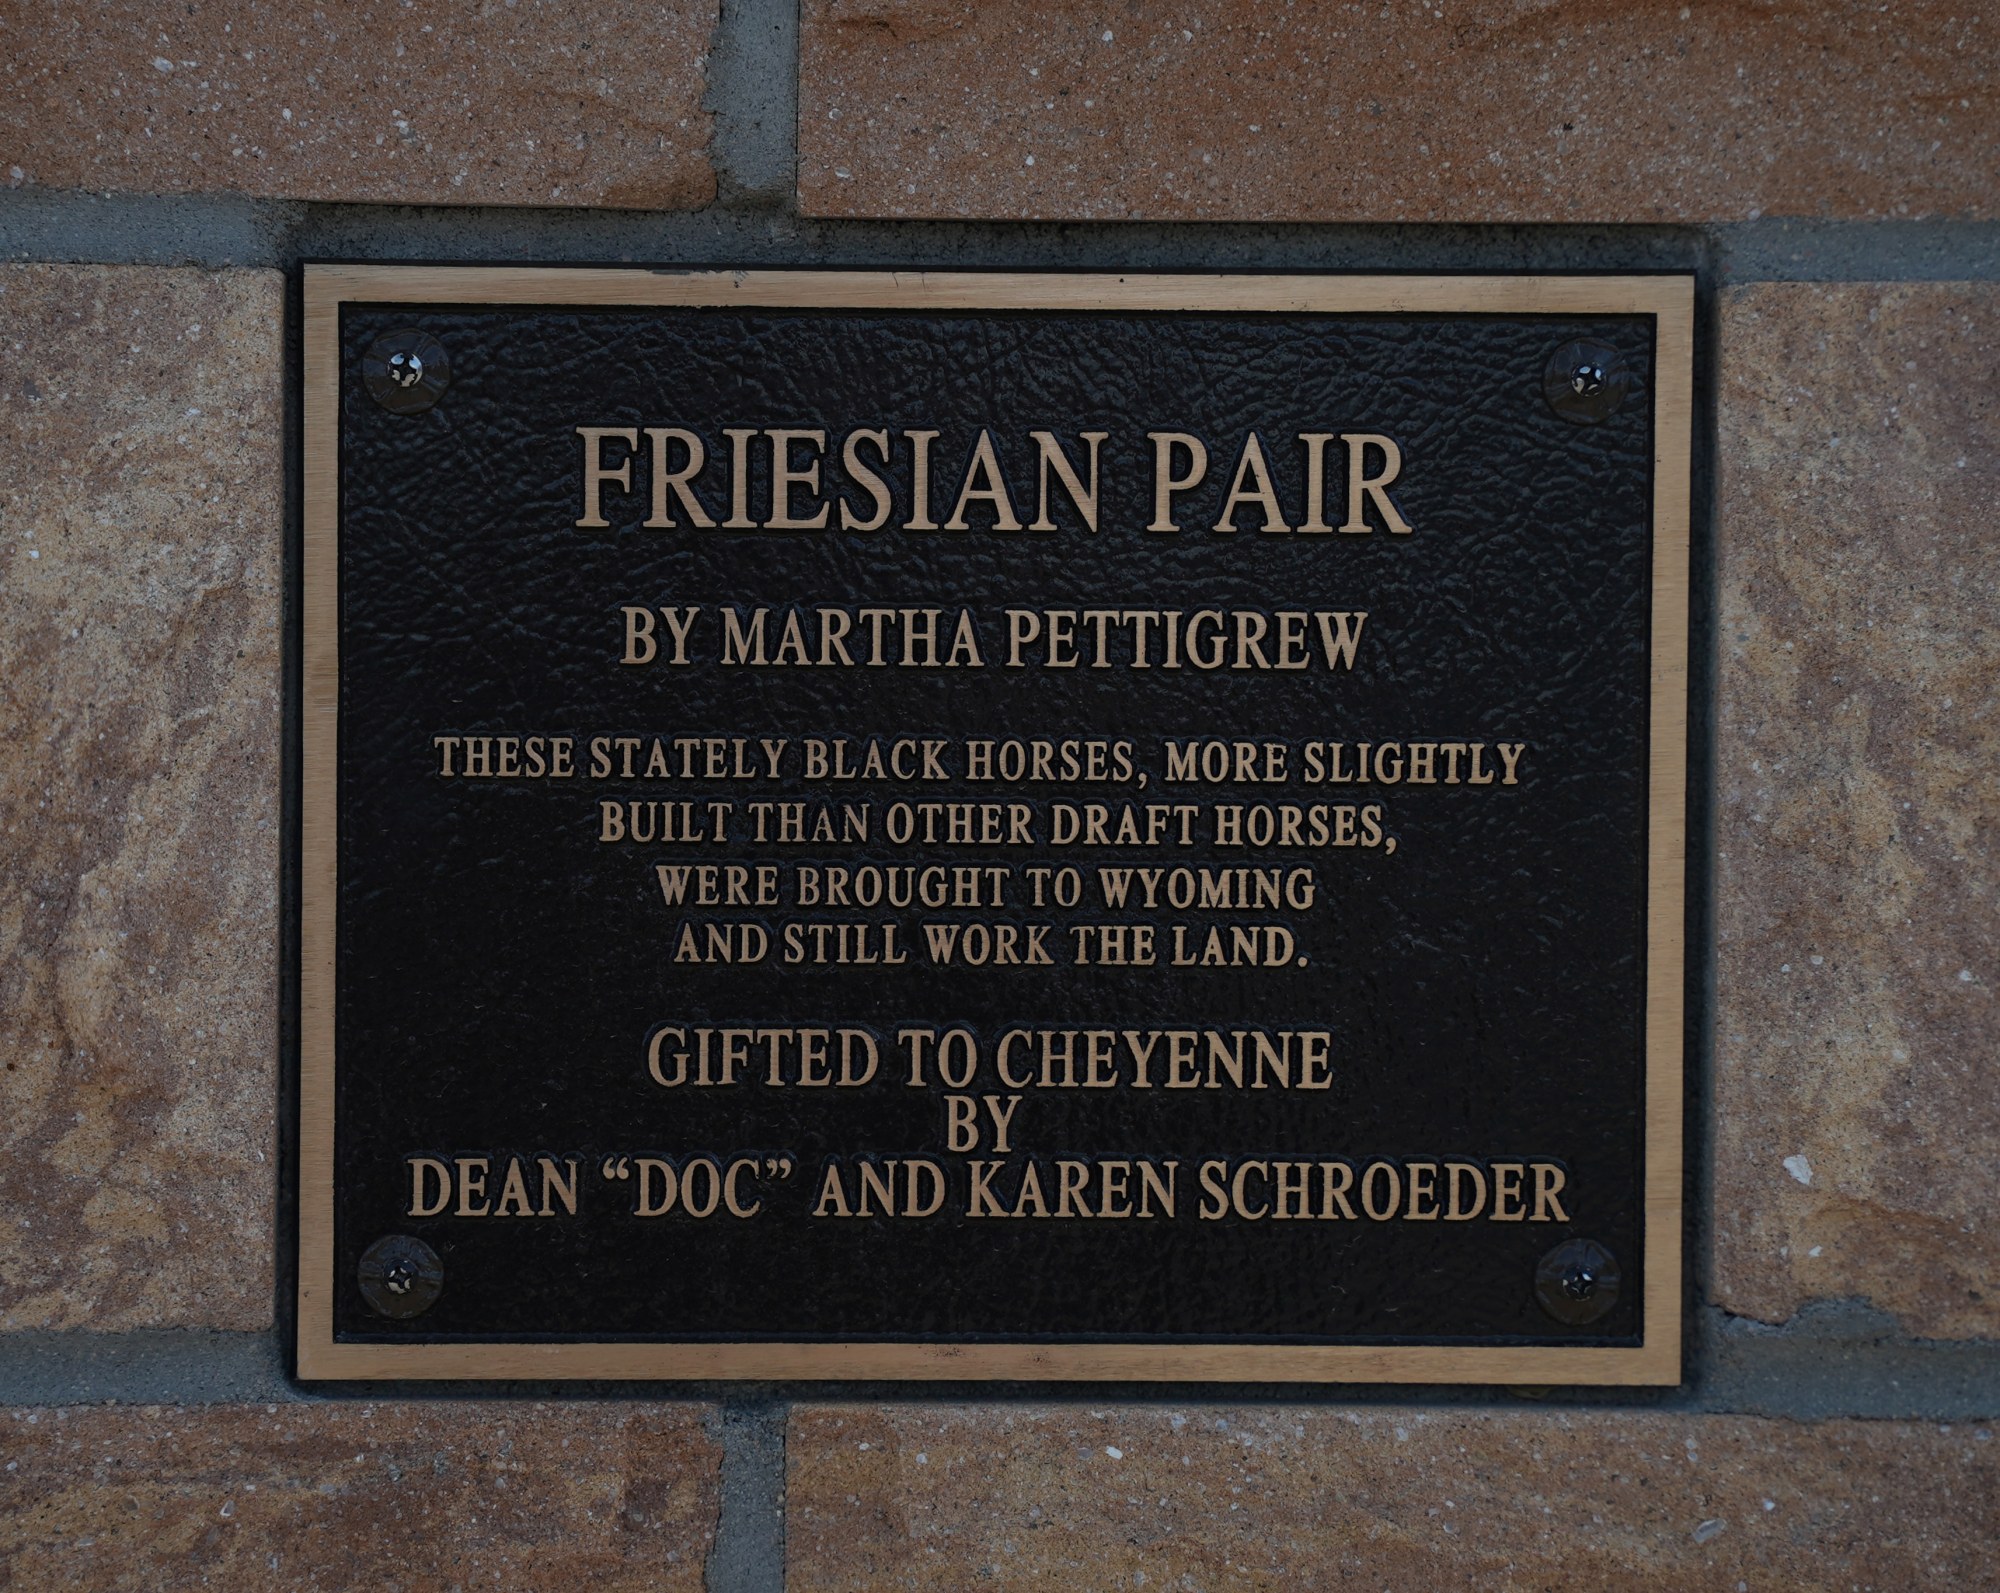 FRIESIAN PAIR
BY MARTHA PETTIGREW
THESE STATELY BLACK HORSES, MORE SLIGHTLY
BUILT THAN OTHER DRAFT HORSES,
WERE BROUGHT TO WYOMING
AND STILL WORK THE LAND.
GIFTED TO CHEYENNE
BY
DEAN “DOC” AND KAREN SCHROEDER